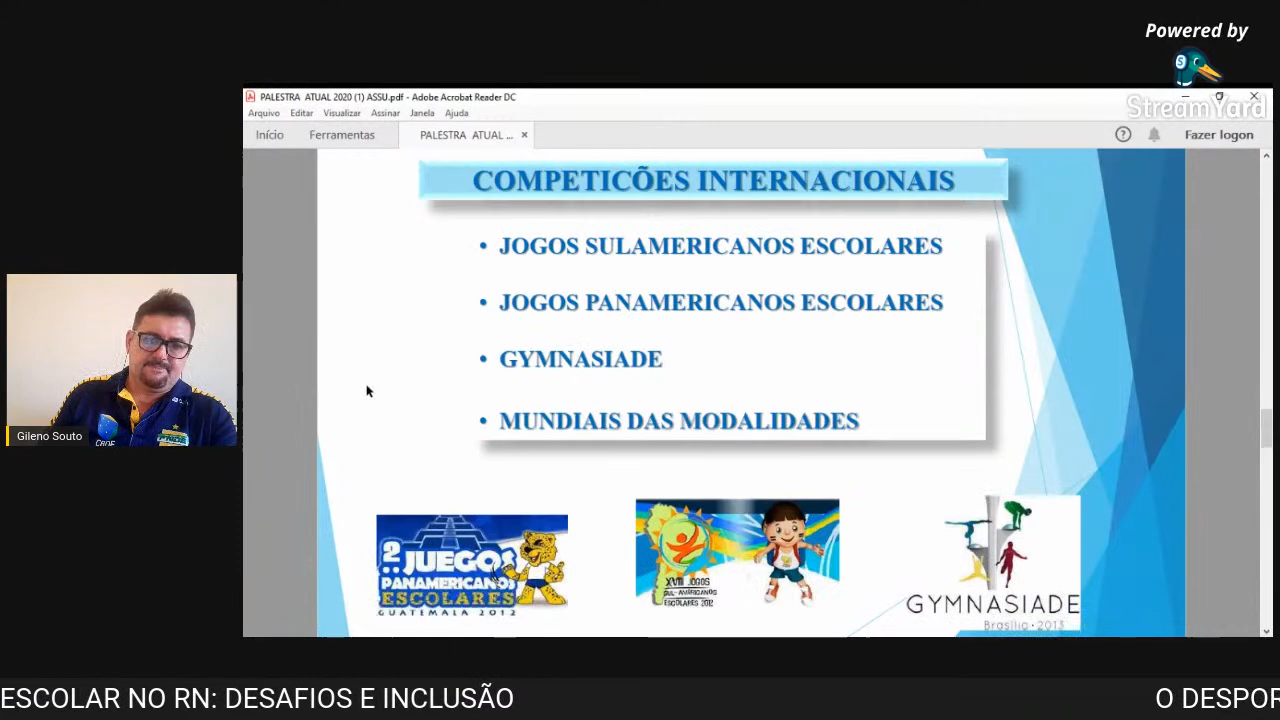 Powered by
StreamYard
PALESTRA ATUAL 2020 (1) ASSU.pdf - Adobe Acrobat Reader DC
Arquivo Editar Visualizar Assinar Janela Ajuda
Início Ferramentas PALESTRA ATUAL ... × Fazer logon
COMPETICÕES INTERNACIONAIS
• JOGOS SULAMERICANOS ESCOLARES
• JOGOS PANAMERICANOS ESCOLARES
• GYMNASIADE
• MUNDIAIS DAS MODALIDADES
2
.. JUEGOS
PANAMERICANOS
ESCOLARES
GUATEMALA 2012
XVIII JOGOS
SUL-AMERICANOS
ESCOLARES 2012
GYMNASIADE
Brasília • 2013
Gileno Souto
CBDE
ESCOLAR NO RN: DESAFIOS E INCLUSÃO
O DESPOR